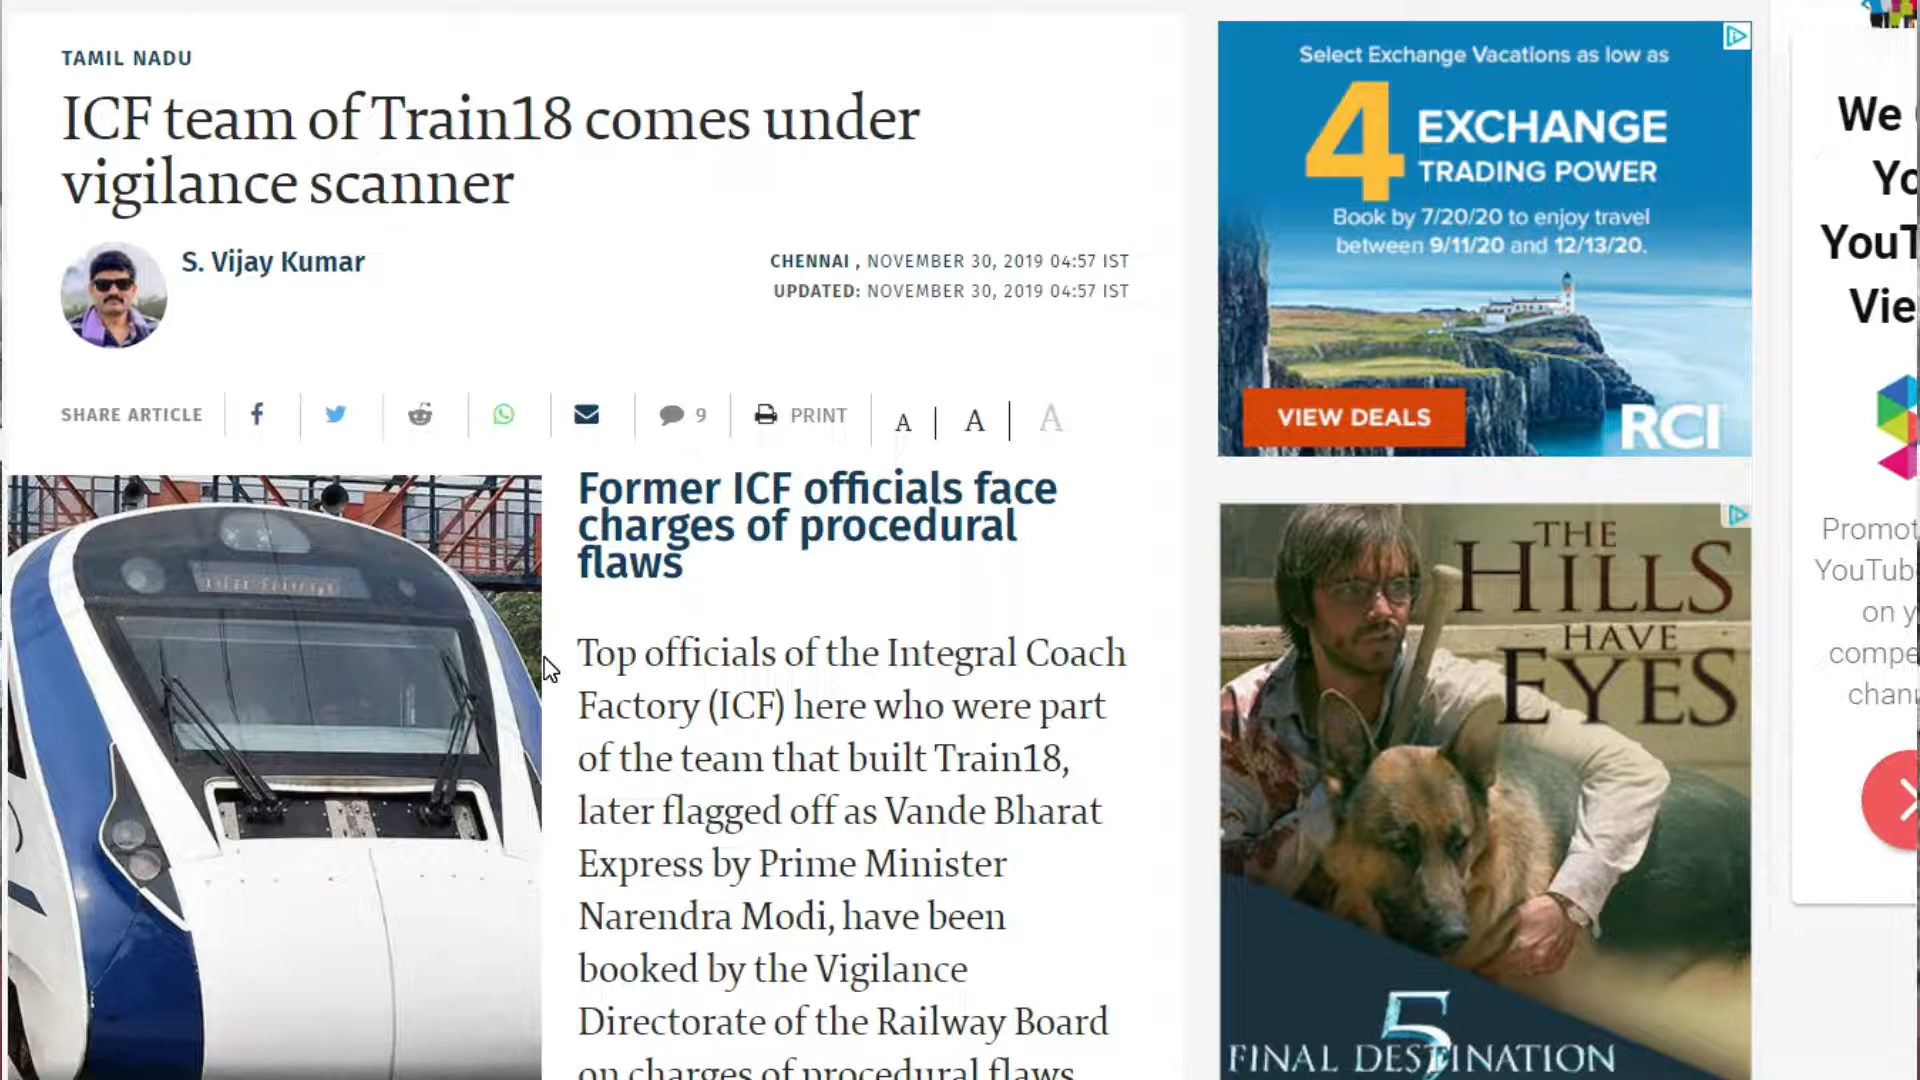 TAMIL NADU
ICF team of Train18 comes under
vigilance scanner
S. Vijay Kumar
CHENNAI , NOVEMBER 30, 2019 04:57 IST
UPDATED: NOVEMBER 30, 2019 04:57 IST
SHARE ARTICLE
9
PRINT
A
A
A
Former ICF officials face
charges of procedural
flaws
Top officials of the Integral Coach
Factory (ICF) here who were part
of the team that built Train18,
later flagged off as Vande Bharat
Express by Prime Minister
Narendra Modi, have been
booked by the Vigilance
Directorate of the Railway Board
on charges of procedural flaws
Select Exchange Vacations as low as
4 EXCHANGE
TRADING POWER
Book by 7/20/20 to enjoy travel
between 9/11/20 and 12/13/20.
VIEW DEALS
RCI
THE
HILLS
HAVE
EYES
5
FINAL DESTINATION
We
Yo
YouT
Vie
Promot
YouTub
on y
compe
chann